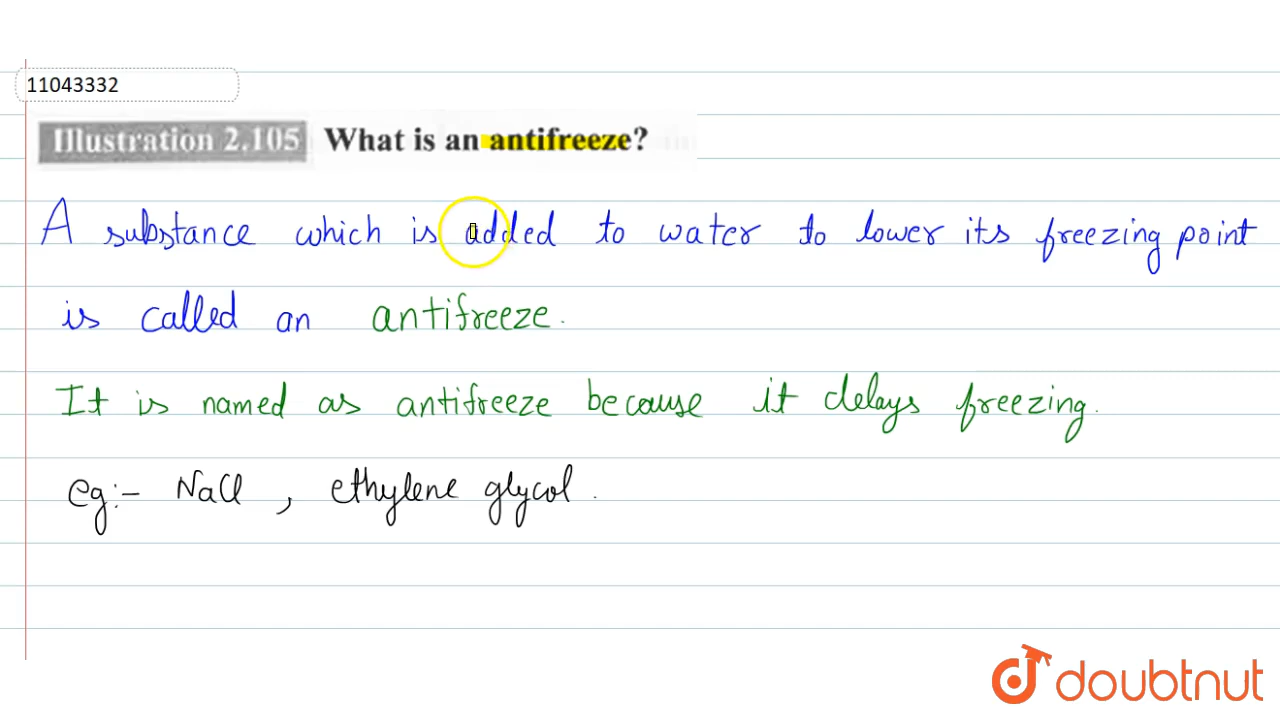 11043332
Illustration 2.105 What is an antifreeze?
A substance which is added to water to lower its freezing point
is called an antifreeze.
It is named as antifreeze because it delays freezing.
eg:- NaCl , ethylene glycol.
doubtnut